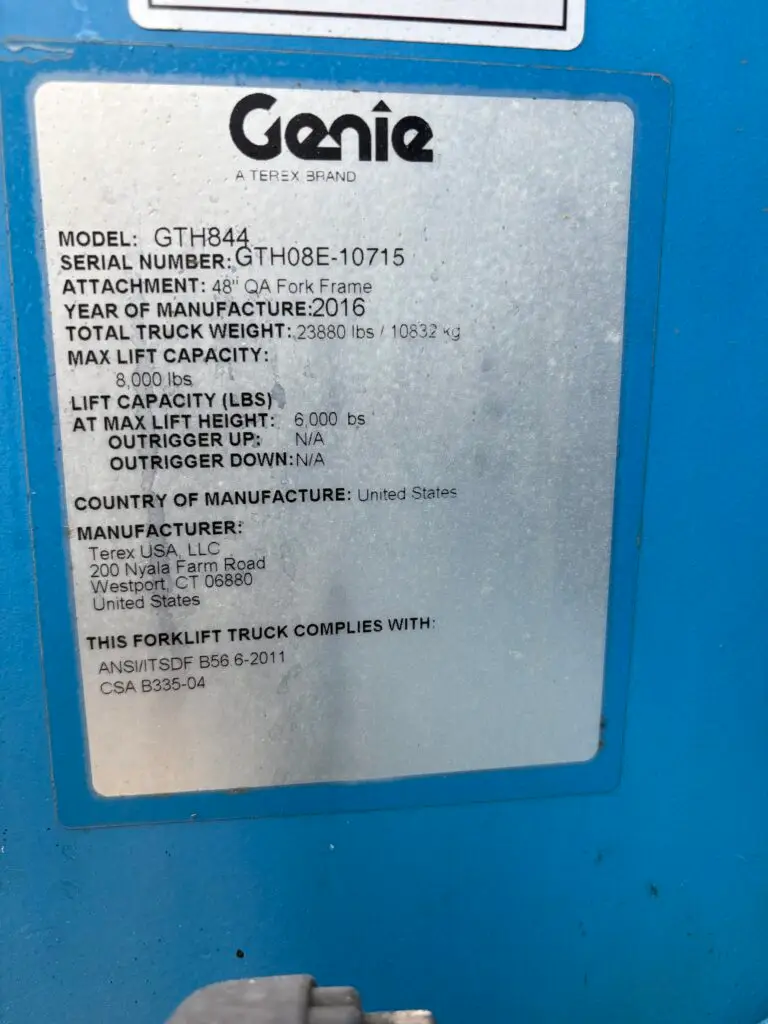 Genie
A TEREX BRAND
MODEL: GTH844
SERIAL NUMBER: GTH08E-10715
ATTACHMENT: 48" QA Fork Frame
YEAR OF MANUFACTURE: 2016
TOTAL TRUCK WEIGHT: 23880 lbs / 10832 kg
MAX LIFT CAPACITY:
8,000 lbs
LIFT CAPACITY (LBS)
AT MAX LIFT HEIGHT: 6,000 lbs
OUTRIGGER UP: N/A
OUTRIGGER DOWN: N/A
COUNTRY OF MANUFACTURE: United States
MANUFACTURER:
Terex USA, LLC
200 Nyala Farm Road
Westport, CT 06880
United States
THIS FORKLIFT TRUCK COMPLIES WITH:
ANSI/ITSDF B56.6-2011
CSA B335-04